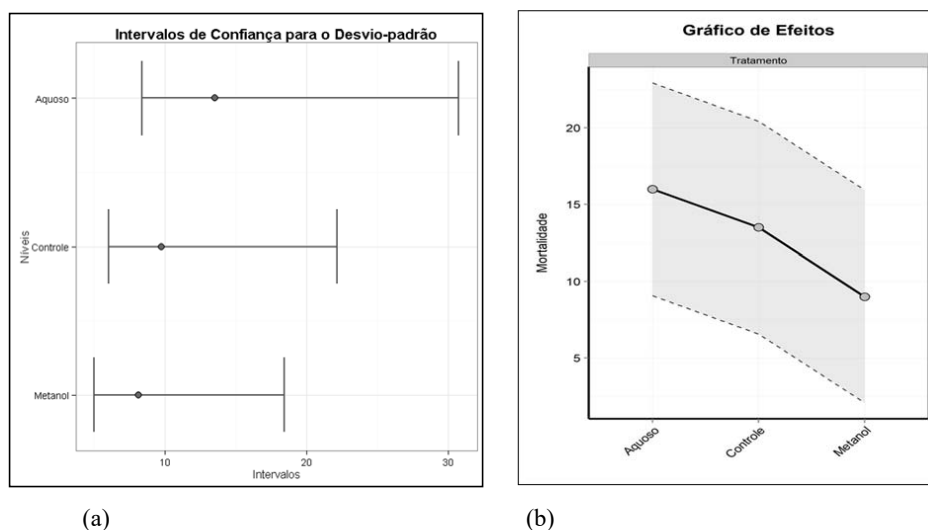 Intervalos de Confiança para o Desvio-padrão
Aquoso
Controle
Metanol
Níveis
10
20
30
Intervalos
(a)
Gráfico de Efeitos
Tratamento
20
15
10
5
Mortalidade
Aquoso
Controle
Metanol
(b)